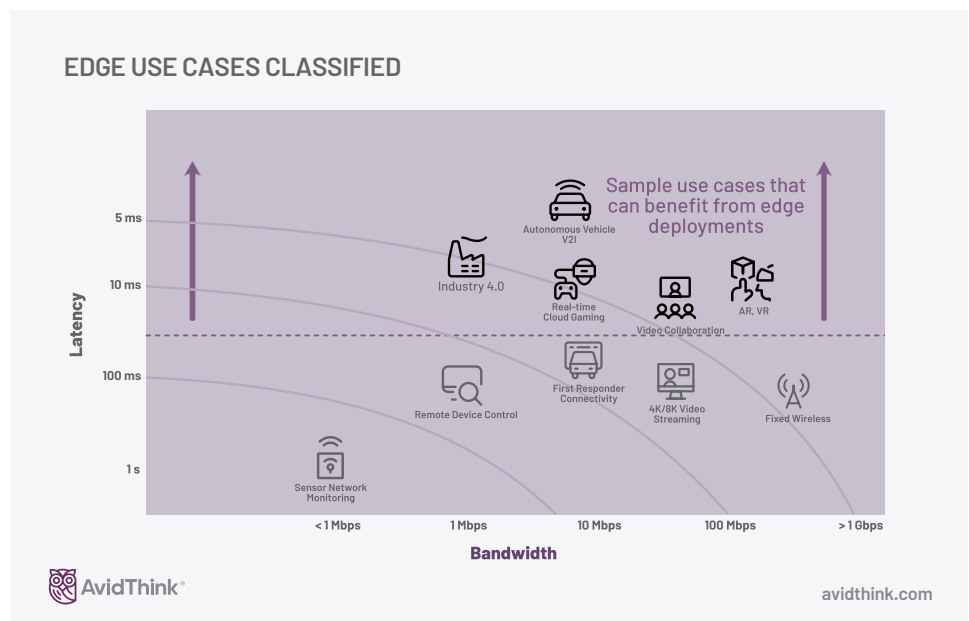 EDGE USE CASES CLASSIFIED
Sample use cases that
can benefit from edge
deployments
5 ms
10 ms
100 ms
1 s
Latency
Autonomous Vehicle
V2I
Industry 4.0
Real-time
Cloud Gaming
Video Collaboration
AR, VR
First Responder
Connectivity
Remote Device Control
4K/8K Video
Streaming
Fixed Wireless
Sensor Network
Monitoring
< 1 Mbps
1 Mbps
10 Mbps
100 Mbps
> 1 Gbps
Bandwidth
AvidThink®
avidthink.com